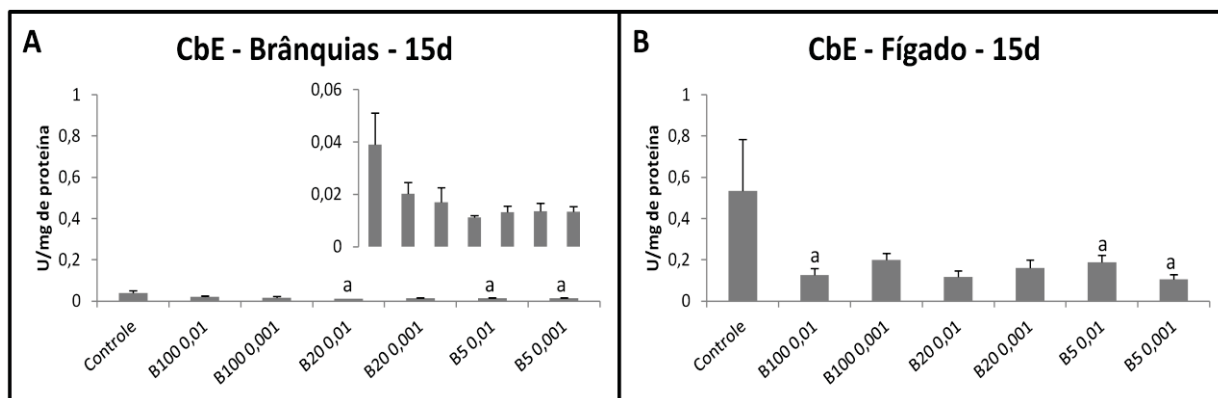 A
CbE - Brânquias - 15d
U/mg de proteína
1
0,8
0,6
0,4
0,2
0
0,06
0,04
0,02
0
a
a
a
Controle
B100 0,01
B100 0,001
B20 0,01
B20 0,001
B5 0,01
B5 0,001
B
CbE - Fígado - 15d
U/mg de proteína
1
0,8
0,6
0,4
0,2
0
a
a
a
Controle
B100 0,01
B100 0,001
B20 0,01
B20 0,001
B5 0,01
B5 0,001